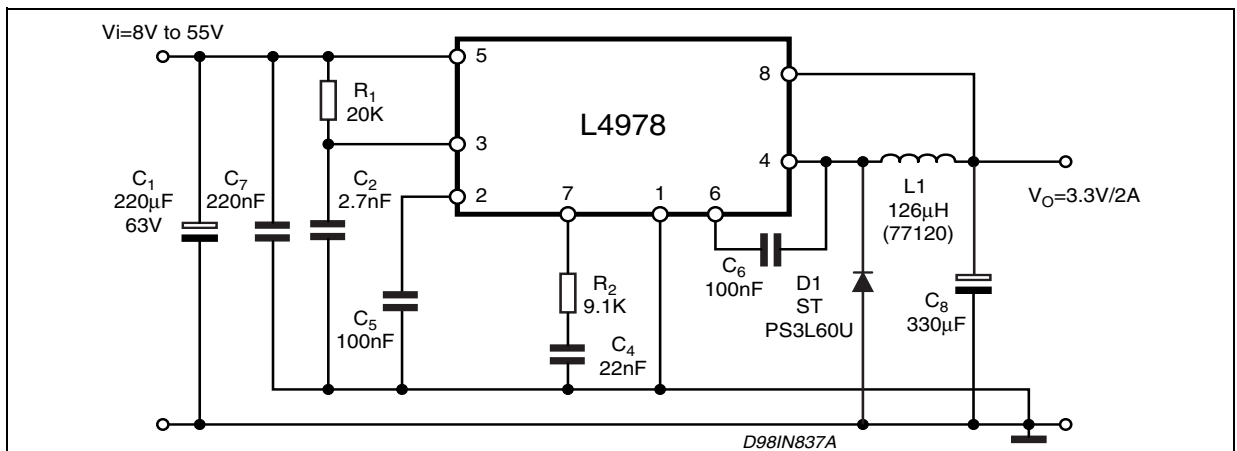 Vi=8V to 55V
5
8
R1
20K
L4978
3
4
C1
220µF
63V
C7
220nF
C2
2.7nF
2
7
1
6
L1
126µH
(77120)
VO=3.3V/2A
C6
100nF
D1
ST
PS3L60U
R2
9.1K
C8
330µF
C5
100nF
C4
22nF
D98IN837A